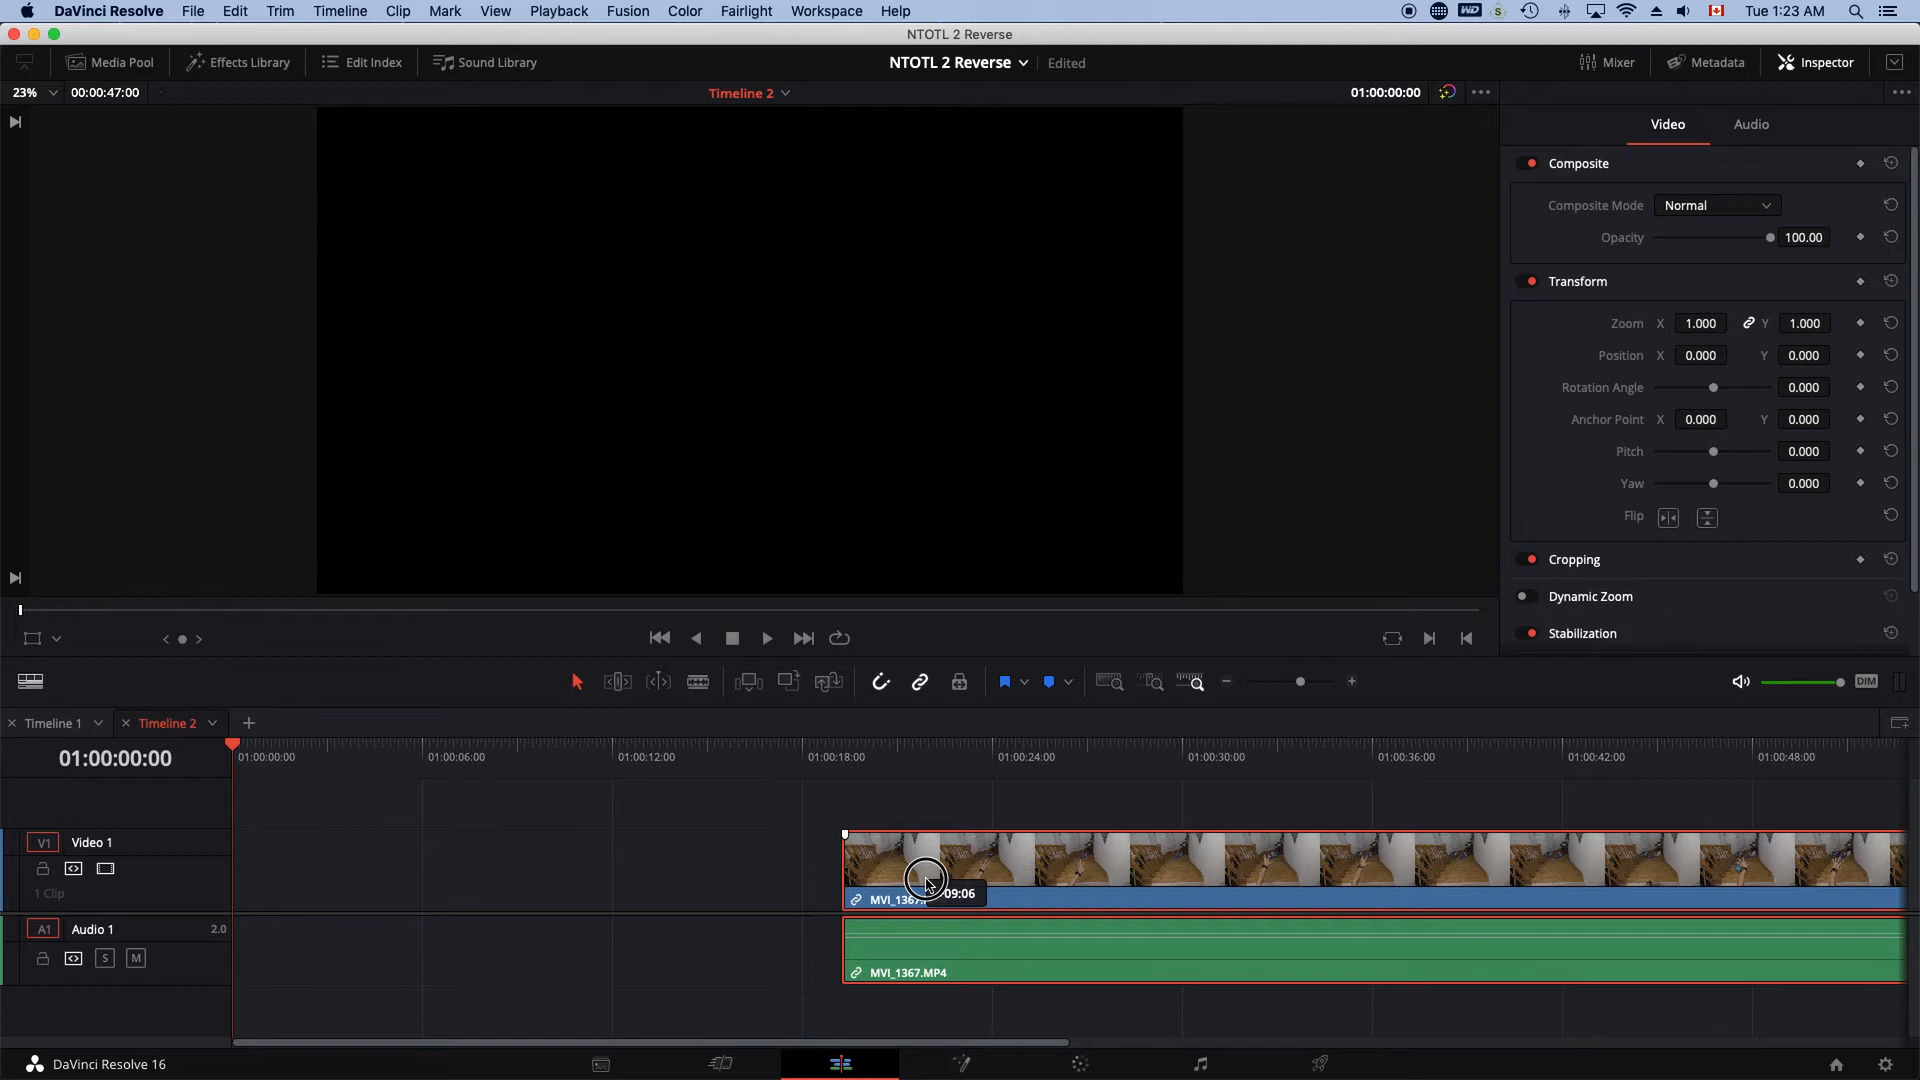 DaVinci Resolve File Edit Trim Timeline Clip Mark View Playback Fusion Color Fairlight Workspace Help WD S Tue 1:23 AM
NTOTL 2 Reverse
Media Pool Effects Library Edit Index Sound Library NTOTL 2 Reverse Edited Mixer Metadata Inspector
23% 00:00:47:00 Timeline 2 01:00:00:00
Video Audio
Composite
Composite Mode Normal
Opacity 100.00
Transform
Zoom X 1.000 Y 1.000
Position X 0.000 Y 0.000
Rotation Angle 0.000
Anchor Point X 0.000 Y 0.000
Pitch 0.000
Yaw 0.000
Flip
Cropping
Dynamic Zoom
Stabilization
DIM
Timeline 1 Timeline 2
01:00:00:00
01:00:00:00 01:00:06:00 01:00:12:00 01:00:18:00 01:00:24:00 01:00:30:00 01:00:36:00 01:00:42:00 01:00:48:00
V1 Video 1
1 Clip
09:06
MVI_1367.
A1 Audio 1 2.0
S M
MVI_1367.MP4
DaVinci Resolve 16